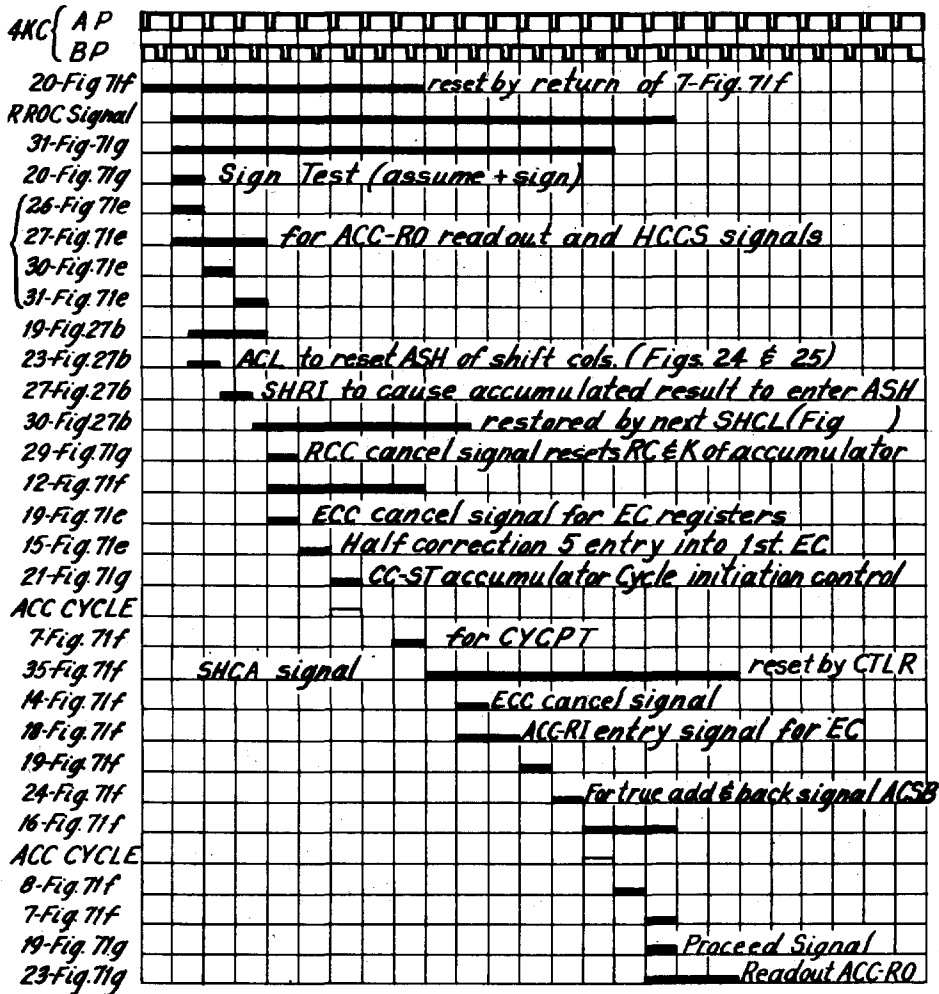 4KC { AP
BP
20-Fig 71f reset by return of 7-Fig. 71f
RROC Signal
31-Fig-71g
20-Fig. 71g Sign Test (assume + sign)
26-Fig 71e
27-Fig. 71e for ACC-RO readout and HCCS signals
30-Fig. 71e
31-Fig. 71e
19-Fig. 27b
23-Fig. 27b ACL to reset ASH of shift cols. (Figs. 24 & 25)
27-Fig. 27b SHRI to cause accumulated result to enter ASH
30-Fig. 27b restored by next SHCL (Fig )
29-Fig. 71g RCC cancel signal resets RC & K of accumulator
12-Fig. 71f
19-Fig. 71e ECC cancel signal for EC registers
15-Fig. 71e Half correction 5 entry into 1st. EC
21-Fig. 71g CC-ST accumulator Cycle initiation control
ACC CYCLE
7-Fig. 71f for CYCPT
35-Fig. 71f SHCA signal reset by CTLR
14-Fig. 71f ECC cancel signal
18-Fig. 71f ACC-RI entry signal for EC
19-Fig. 71f
24-Fig. 71f For true add & back signal ACSB
16-Fig. 71f
ACC CYCLE
8-Fig. 71f
7-Fig. 71f
19-Fig. 71g Proceed Signal
23-Fig. 71g Readout ACC-RO